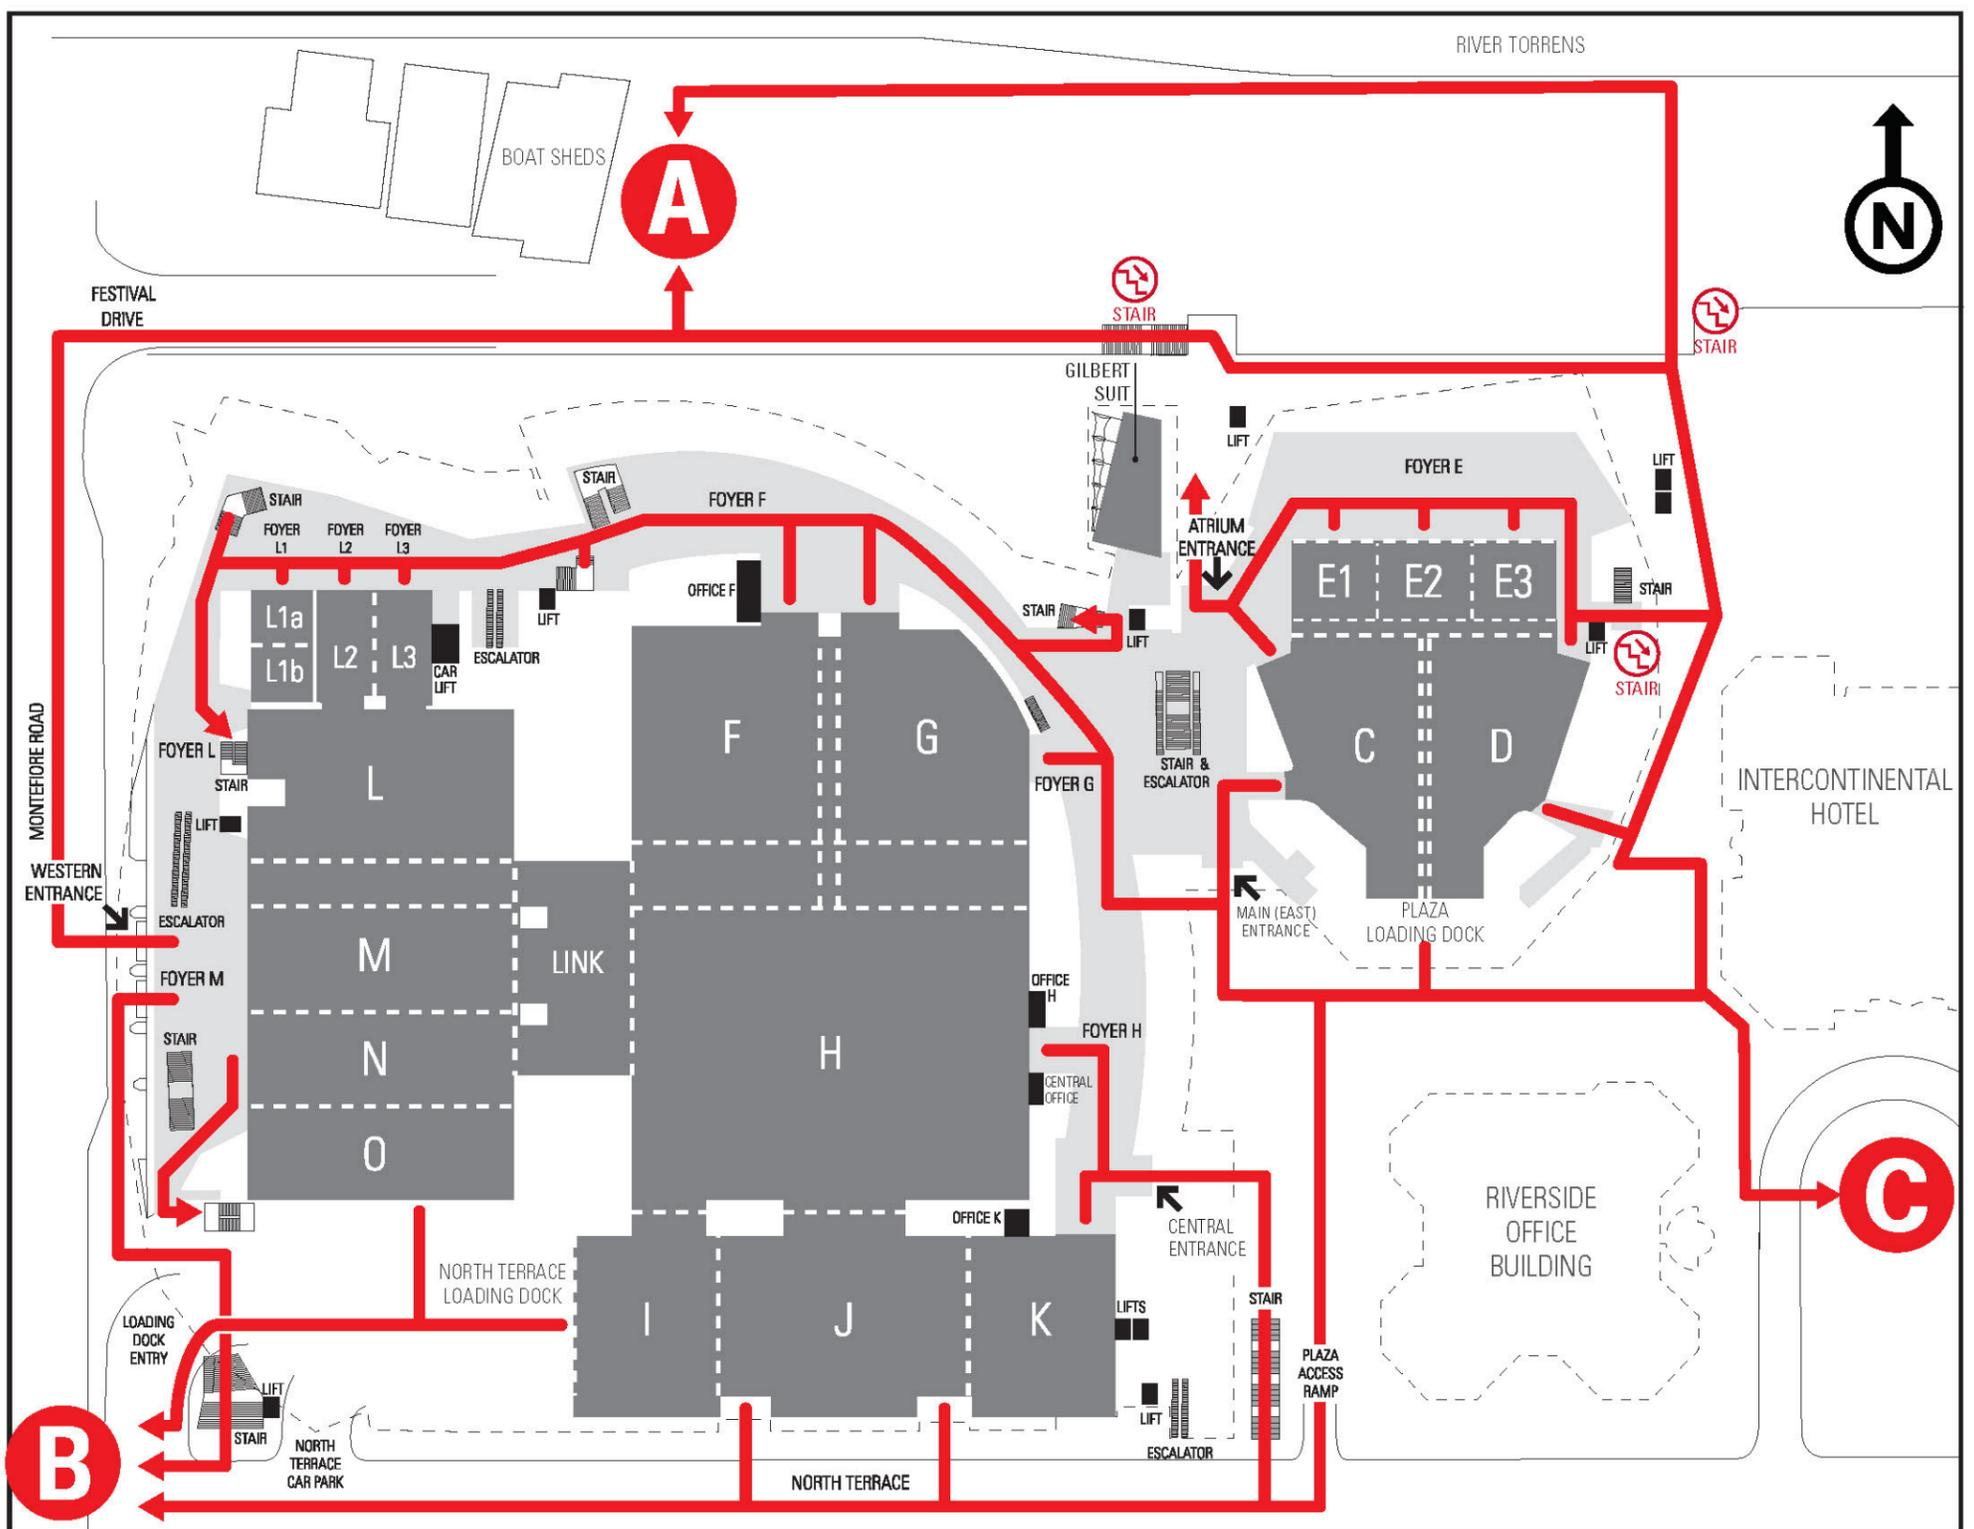 RIVER TORRENS
BOAT SHEDS
A
N
FESTIVAL
DRIVE
STAIR
STAIR
GILBERT
SUIT
LIFT
FOYER E
LIFT
STAIR
STAIR
FOYER F
FOYER
L1
FOYER
L2
FOYER
L3
ATRIUM
ENTRANCE
OFFICE F
E1
E2
E3
STAIR
L1a
L1b
L2
L3
LIFT
STAIR
LIFT
LIFT
CAR
LIFT
ESCALATOR
STAIR
MONTEFIORE ROAD
FOYER L
STAIR
L
F
G
FOYER G
STAIR &
ESCALATOR
C
D
INTERCONTINENTAL
HOTEL
LIFT
WESTERN
ENTRANCE
ESCALATOR
MAIN (EAST)
ENTRANCE
PLAZA
LOADING DOCK
M
LINK
FOYER M
OFFICE
H
FOYER H
STAIR
N
H
CENTRAL
OFFICE
O
C
OFFICE K
CENTRAL
ENTRANCE
RIVERSIDE
OFFICE
BUILDING
NORTH TERRACE
LOADING DOCK
STAIR
LIFTS
I
J
K
LOADING
DOCK
ENTRY
PLAZA
ACCESS
RAMP
LIFT
STAIR
LIFT
ESCALATOR
B
NORTH
TERRACE
CAR PARK
NORTH TERRACE